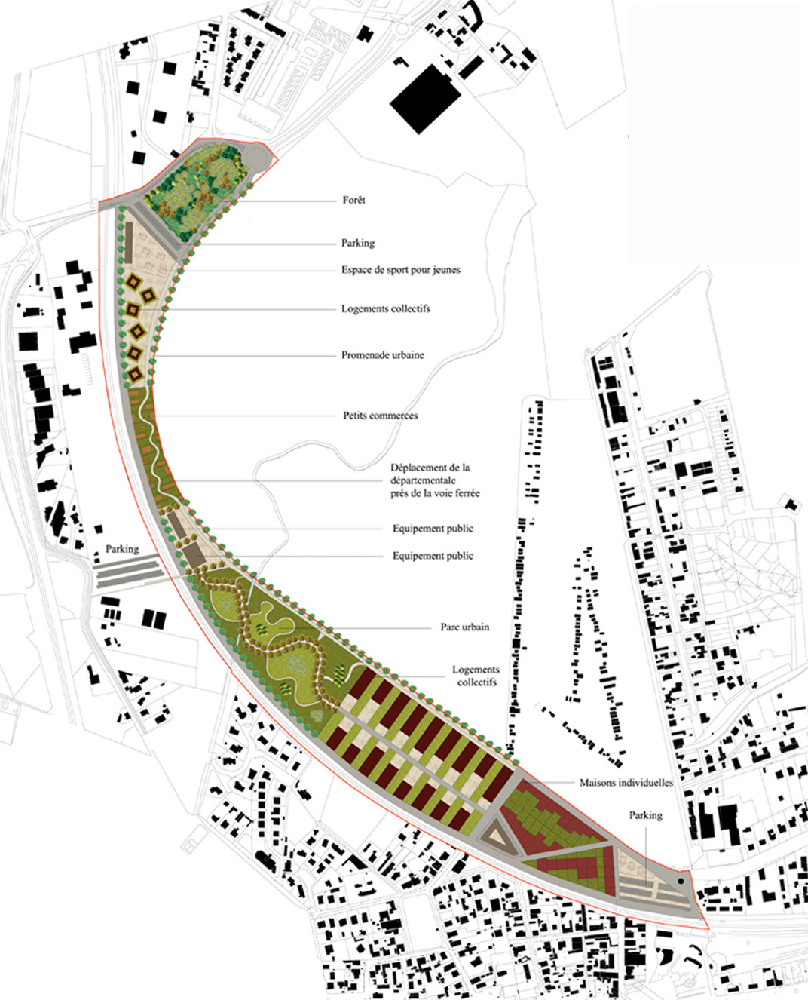 Forêt
Parking
Espace de sport pour jeunes
Logements collectifs
Promenade urbaine
Petits commerces
Déplacement de la
départementale
près de la voie ferrée
Equipement public
Parking
Equipement public
Parc urbain
Logements
collectifs
Maisons individuelles
Parking